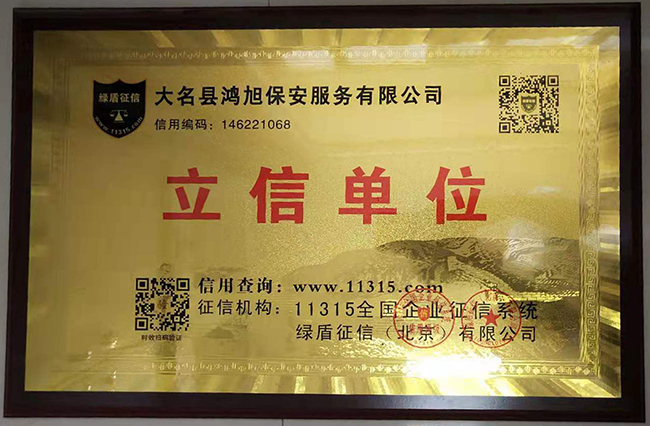 绿盾征信
www.11315.com
大名县鸿旭保安服务有限公司
信用编码：146221068
立信单位
信用查询：www.11315.com
征信机构：11315全国企业征信系统
绿盾征信（北京）有限公司